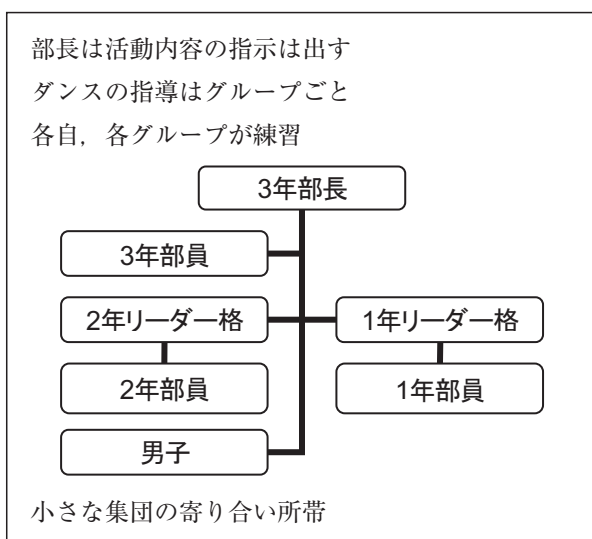 部長は活動内容の指示は出す
ダンスの指導はグループごと
各自，各グループが練習
3年部長
3年部員
2年リーダー格
1年リーダー格
2年部員
1年部員
男子
小さな集団の寄り合い所帯